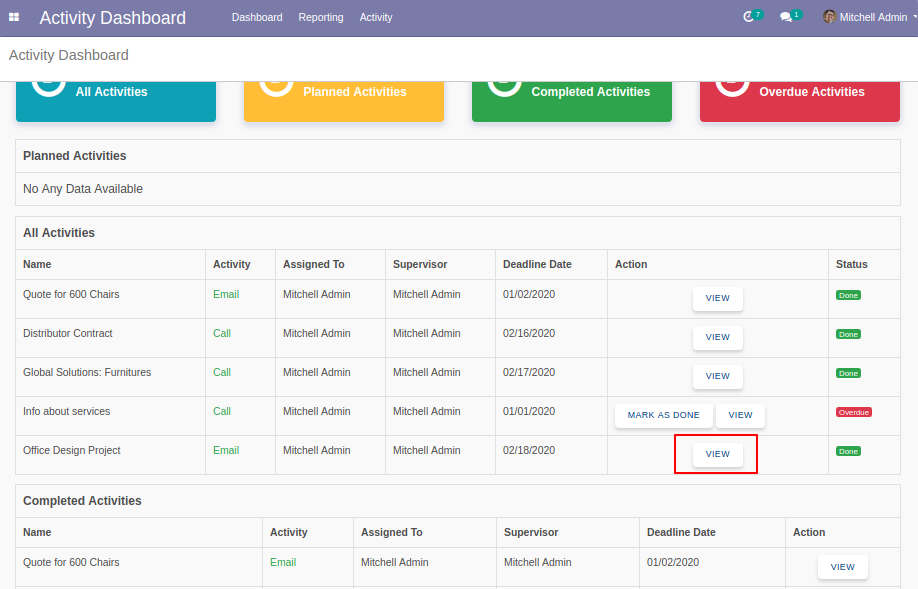 Activity Dashboard Dashboard Reporting Activity 7 1 Mitchell Admin
Activity Dashboard
All Activities Planned Activities Completed Activities Overdue Activities
Planned Activities
No Any Data Available
All Activities
Name Activity Assigned To Supervisor Deadline Date Action Status
Quote for 600 Chairs Email Mitchell Admin Mitchell Admin 01/02/2020 VIEW Done
Distributor Contract Call Mitchell Admin Mitchell Admin 02/16/2020 VIEW Done
Global Solutions: Furnitures Call Mitchell Admin Mitchell Admin 02/17/2020 VIEW Done
Info about services Call Mitchell Admin Mitchell Admin 01/01/2020 MARK AS DONE VIEW Overdue
Office Design Project Email Mitchell Admin Mitchell Admin 02/18/2020 VIEW Done
Completed Activities
Name Activity Assigned To Supervisor Deadline Date Action
Quote for 600 Chairs Email Mitchell Admin Mitchell Admin 01/02/2020 VIEW